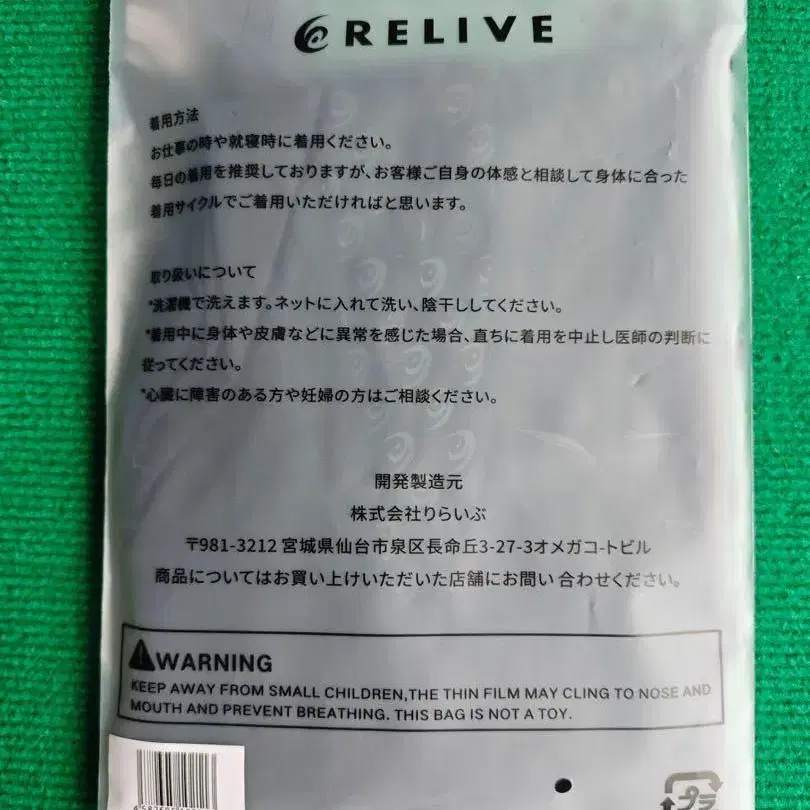 RELIVE
着用方法
お仕事の時や就寝時に着用ください。
毎日の着用を推奨しておりますが、お客様ご自身の体感と相談して身体に合った
着用サイクルでご着用いただければと思います。
取り扱いについて
*洗濯機で洗えます。ネットに入れて洗い、陰干ししてください。
*着用中に身体や皮膚などに異常を感じた場合、直ちに着用を中止し医師の判断に
従ってください。
*心臓に障害のある方や妊婦の方はご相談ください。
開発製造元
株式会社りらいぶ
〒981-3212 宮城県仙台市泉区長命丘3-27-3オメガコートビル
商品についてはお買い上げいただいた店舗にお問い合わせください。
WARNING
KEEP AWAY FROM SMALL CHILDREN,THE THIN FILM MAY CLING TO NOSE AND
MOUTH AND PREVENT BREATHING. THIS BAG IS NOT A TOY.
プラ